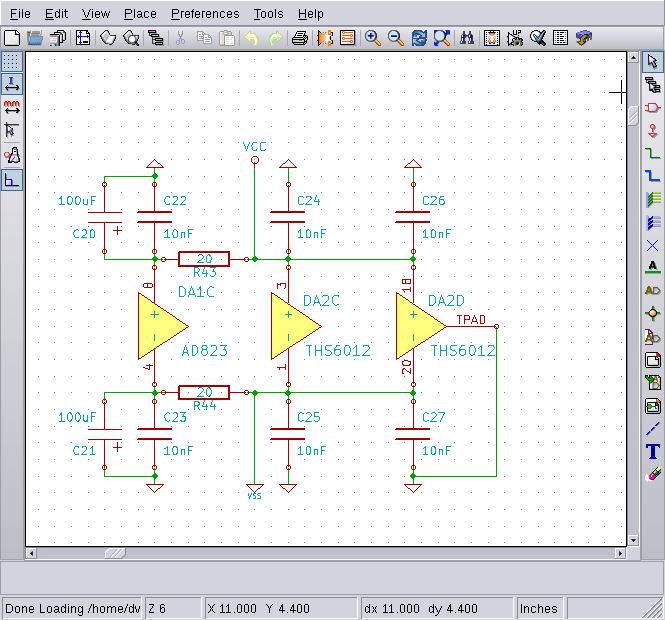 File Edit View Place Preferences Tools Help
VCC
100uF C22 C24 C26
C20 + 10nF 10nF 10nF
20
R43
8 3 18
DA1C DA2C DA2D
TPAD
AD823 THS6012 THS6012
4 1 20
20
R44
100uF C23 C25 C27
C21 + 10nF 10nF 10nF
VSS
Done Loading /home/dv Z 6 X 11.000 Y 4.400 dx 11.000 dy 4.400 Inches